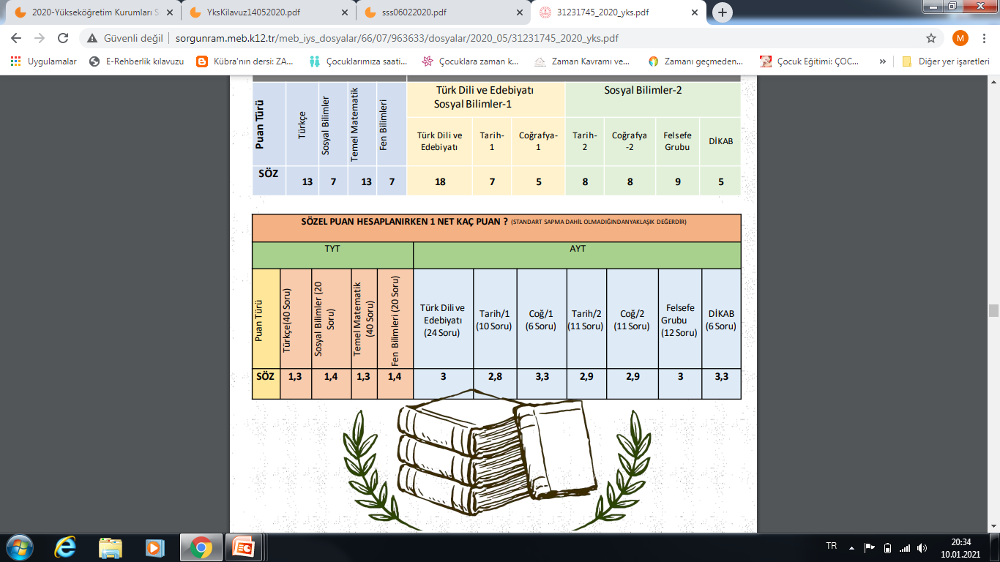 2020-Yükseköğretim Kurumları S
YksKilavuz14052020.pdf
sss06022020.pdf
31231745_2020_yks.pdf
Güvenli değil
sorgunram.meb.k12.tr/meb_iys_dosyalar/66/07/963633/dosyalar/2020_05/31231745_2020_yks.pdf
M
Uygulamalar
E-Rehberlik kılavuzu
Kübra'nın dersi: ZA...
Çocuklarımıza saati...
Çocuklara zaman k...
Zaman Kavramı ve...
Zamanı geçmeden...
Çocuk Eğitimi: ÇOC...
»
Diğer yer işaretleri
Puan Türü
Türkçe
Sosyal Bilimler
Temel Matematik
Fen Bilimleri
Türk Dili ve Edebiyatı
Sosyal Bilimler-1
Sosyal Bilimler-2
Türk Dili ve
Edebiyatı
Tarih-
1
Coğrafya-
1
Tarih-
2
Coğrafya
-2
Felsefe
Grubu
DİKAB
SÖZ
13
7
13
7
18
7
5
8
8
9
5
SÖZEL PUAN HESAPLANIRKEN 1 NET KAÇ PUAN ? (STANDART SAPMA DAHİL OLMADIĞINDANYAKLAŞIK DEĞERDİR)
TYT
AYT
Puan Türü
Türkçe(40 Soru)
Sosyal Bilimler (20
Soru)
Temel Matematik
(40 Soru)
Fen Bilimleri (20 Soru)
Türk Dili ve
Edebiyatı
(24 Soru)
Tarih/1
(10 Soru)
Coğ/1
(6 Soru)
Tarih/2
(11 Soru)
Coğ/2
(11 Soru)
Felsefe
Grubu
(12 Soru)
DİKAB
(6 Soru)
SÖZ
1,3
1,4
1,3
1,4
3
2,8
3,3
2,9
2,9
3
3,3
TR
20:34
10.01.2021